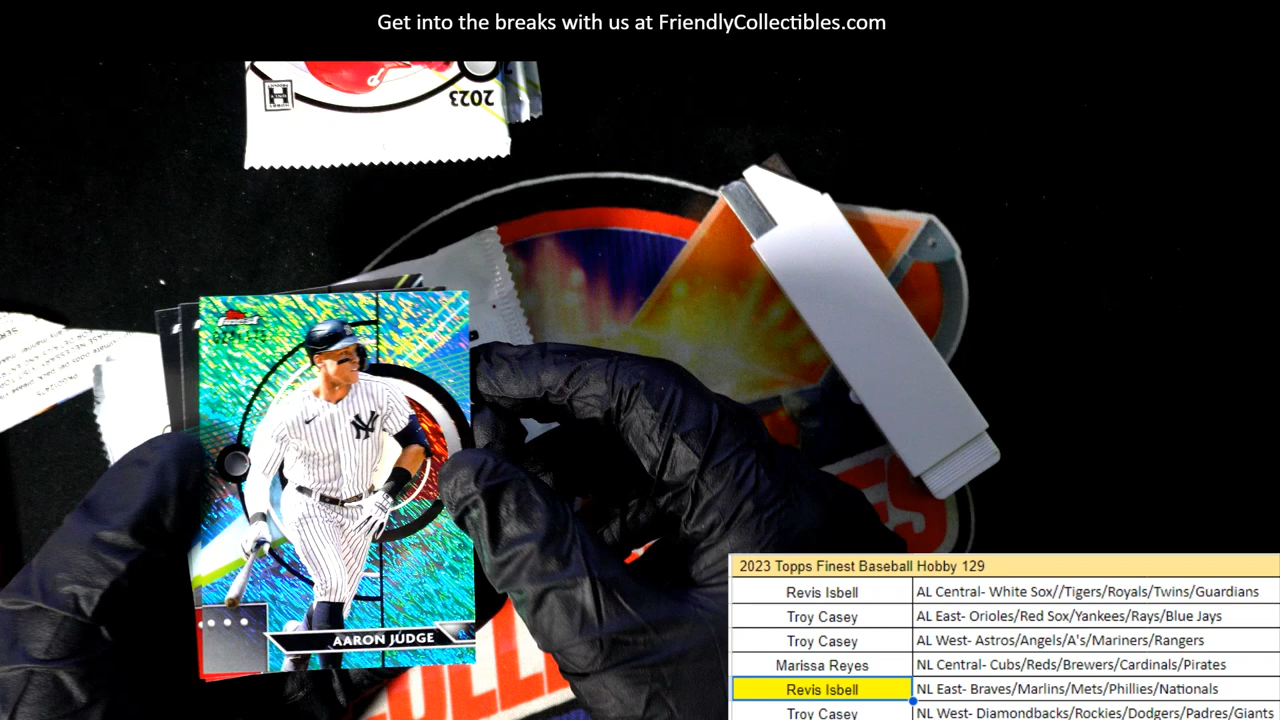 Get into the breaks with us at FriendlyCollectibles.com
2023
NY
AARON JUDGE
2023 Topps Finest Baseball Hobby 129
Revis Isbell AL Central- White Sox//Tigers/Royals/Twins/Guardians
Troy Casey AL East- Orioles/Red Sox/Yankees/Rays/Blue Jays
Troy Casey AL West- Astros/Angels/A's/Mariners/Rangers
Marissa Reyes NL Central- Cubs/Reds/Brewers/Cardinals/Pirates
Revis Isbell NL East- Braves/Marlins/Mets/Phillies/Nationals
Troy Casey NL West- Diamondbacks/Rockies/Dodgers/Padres/Giants